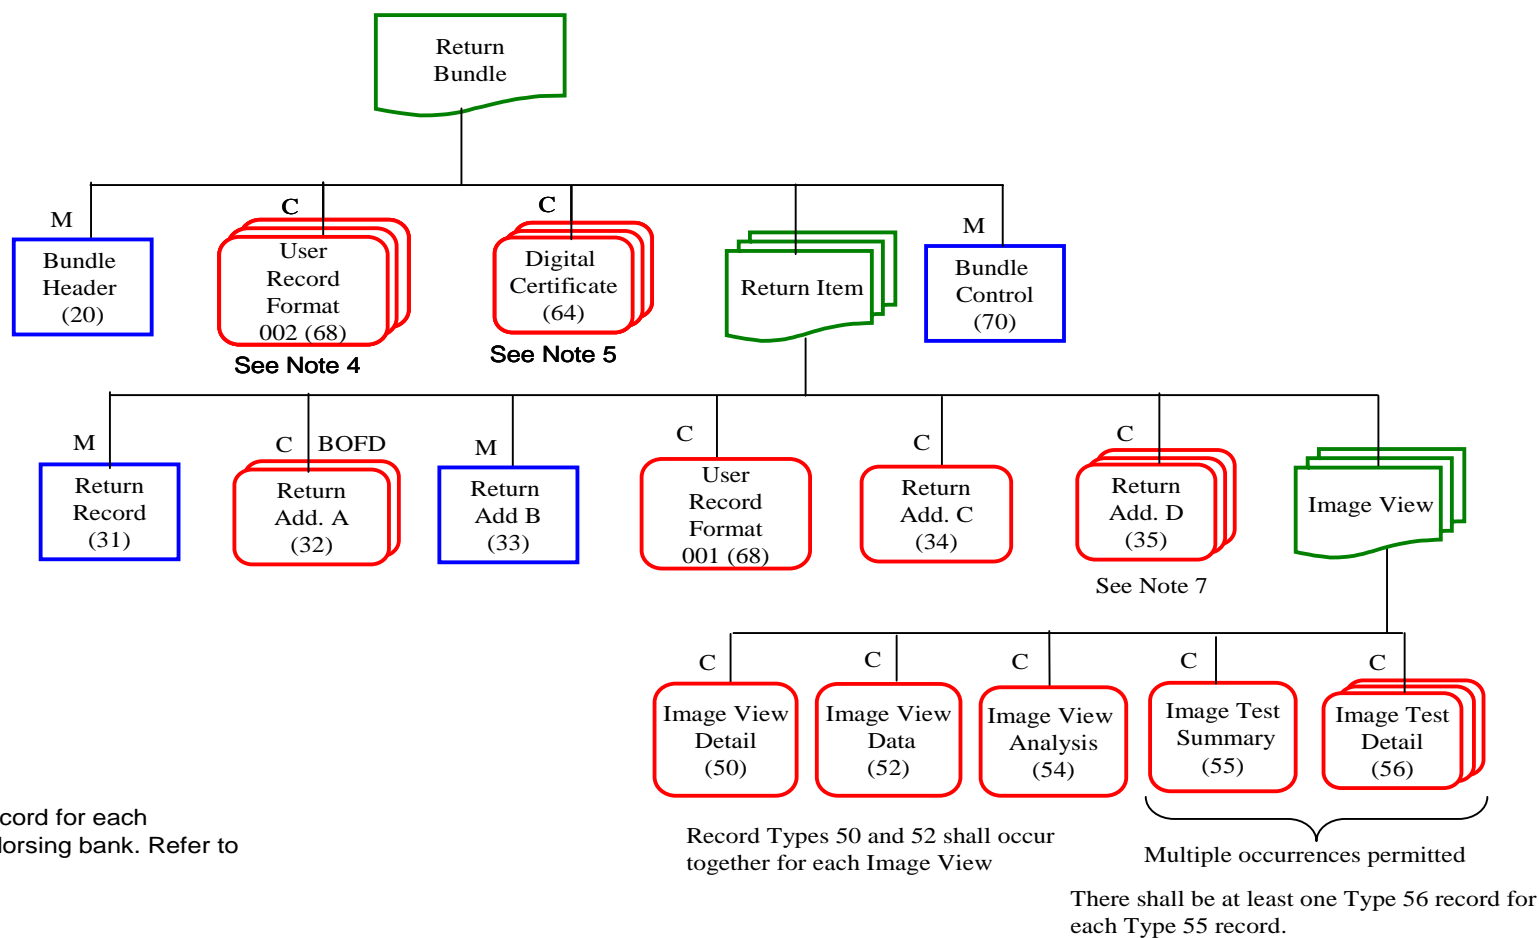 Return
Bundle
M
C
C
M
Bundle
Header
(20)
User
Record
Format
002 (68)
See Note 4
Digital
Certificate
(64)
See Note 5
Return Item
Bundle
Control
(70)
M
C BOFD
M
C
C
C
Return
Record
(31)
Return
Add. A
(32)
Return
Add B
(33)
User
Record
Format
001 (68)
Return
Add. C
(34)
Return
Add. D
(35)
See Note 7
Image View
C
C
C
C
C
Image View
Detail
(50)
Image View
Data
(52)
Image View
Analysis
(54)
Image Test
Summary
(55)
Image Test
Detail
(56)
cord for each
lorsing bank. Refer to
Record Types 50 and 52 shall occur
together for each Image View
Multiple occurrences permitted
There shall be at least one Type 56 record for
each Type 55 record.